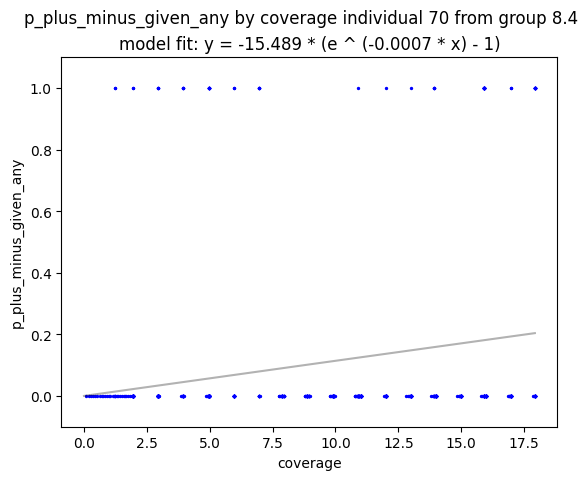 p_plus_minus_given_any by coverage individual 70 from group 8.4
model fit: y = -15.489 * (e ^ (-0.0007 * x) - 1)
1.0
0.8
0.6
0.4
0.2
0.0
p_plus_minus_given_any
0.0 2.5 5.0 7.5 10.0 12.5 15.0 17.5
coverage